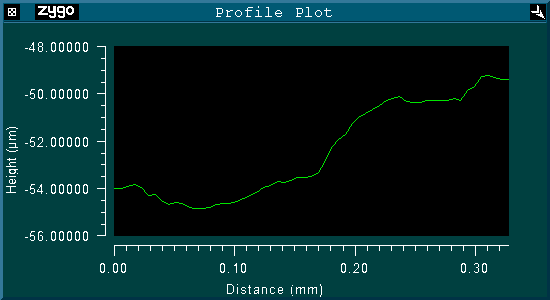 zygo Profile Plot
-48.00000
-50.00000
-52.00000
-54.00000
-56.00000
Height (µm)
0.00 0.10 0.20 0.30
Distance (mm)